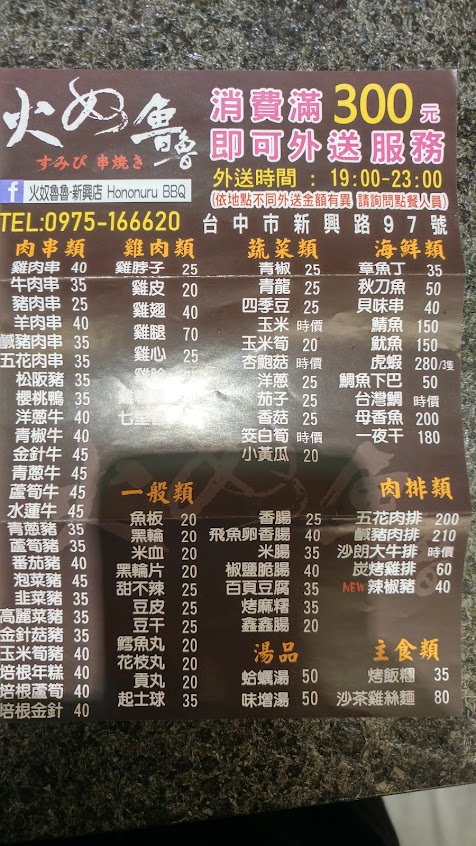 火奴魯魯
すみび 串焼き
f 火奴魯魯-新興店 Hononuru BBQ
消費滿300元
即可外送服務
外送時間：19:00-23:00
(依地點不同外送金額有異 請詢問點餐人員)
TEL:0975-166620 台中市新興路97號
肉串類
雞肉串 40
牛肉串 35
豬肉串 25
羊肉串 40
鹹豬肉串 35
五花肉串 35
松阪豬 35
櫻桃鴨 35
洋蔥牛 40
青椒牛 40
金針牛 45
青蔥牛 45
蘆筍牛 45
水蓮牛 45
青蔥豬 35
蘆筍豬 35
番茄豬 40
泡菜豬 45
韭菜豬 35
高麗菜豬 35
金針菇豬 35
玉米筍豬 40
培根年糕 40
培根蘆筍 40
培根金針 40
雞肉類
雞脖子 25
雞皮 20
雞翅 40
雞腿 70
雞心 25
一般類
魚板 20
黑輪 20
米血 20
黑輪片 20
甜不辣 25
豆皮 25
豆干 25
鱈魚丸 20
花枝丸 20
貢丸 20
起士球 35
蔬菜類
青椒 25
青龍 25
四季豆 25
玉米 時價
玉米筍 20
杏鮑菇 時價
洋蔥 25
茄子 25
香菇 25
茭白筍 時價
小黃瓜 20
香腸 25
飛魚卵香腸 40
米腸 35
椒鹽脆腸 40
百頁豆腐 35
烤麻糬 35
鑫鑫腸 20
湯品
蛤蠣湯 50
味增湯 50
海鮮類
章魚丁 35
秋刀魚 50
貝味串 40
鯖魚 150
魷魚 150
虎蝦 280/3隻
鯛魚下巴 50
台灣鯛 時價
母香魚 200
一夜干 180
肉排類
五花肉排 200
鹹豬肉排 210
沙朗大牛排 時價
炭烤雞排 60
NEW 辣椒豬 40
主食類
烤飯糰 35
沙茶雞絲麵 80